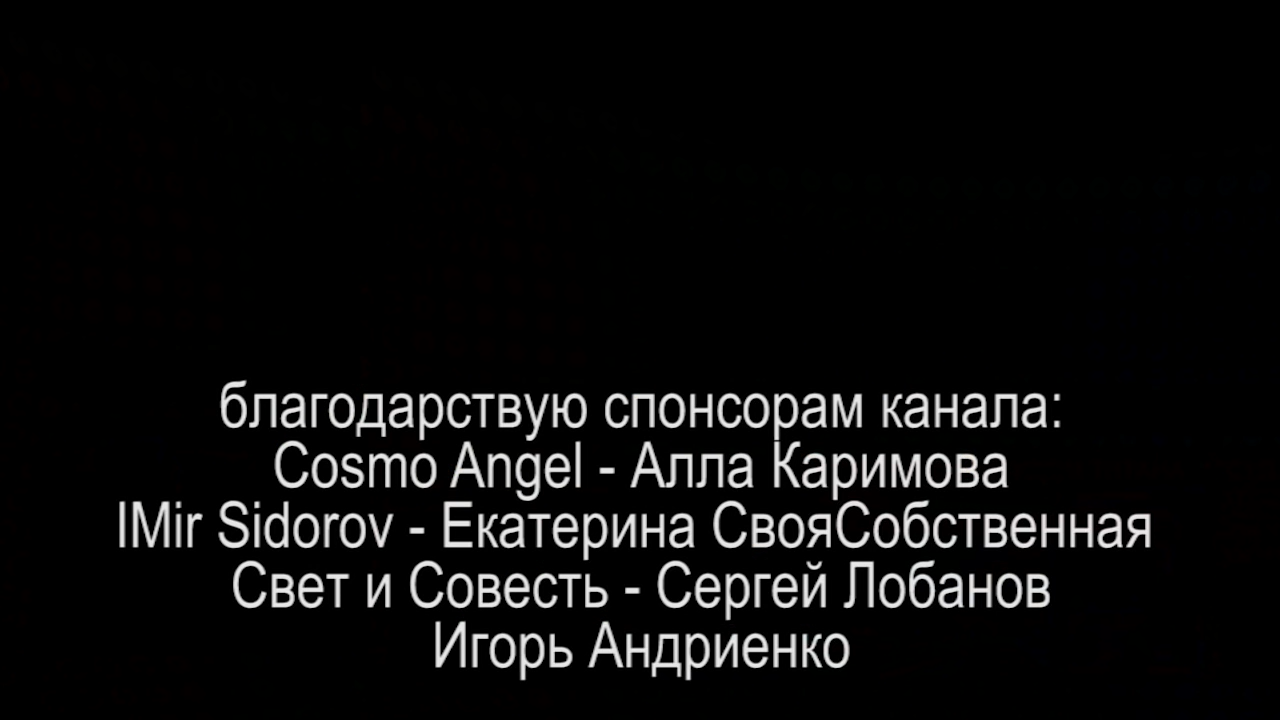 благодарствую спонсорам канала:
Cosmo Angel - Алла Каримова
IMir Sidorov - Екатерина СвояСобственная
Свет и Совесть - Сергей Лобанов
Игорь Андриенко